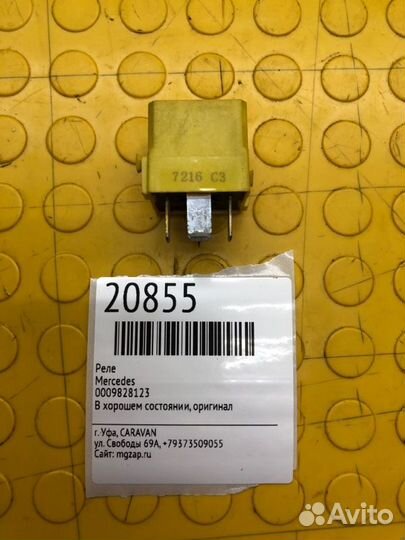 7216 C3
20855
Реле
Mercedes
0009828123
В хорошем состоянии, оригинал
г. Уфа, CARAVAN
ул. Свободы 69А, +79373509055
Сайт: mgzap.ru
Avito